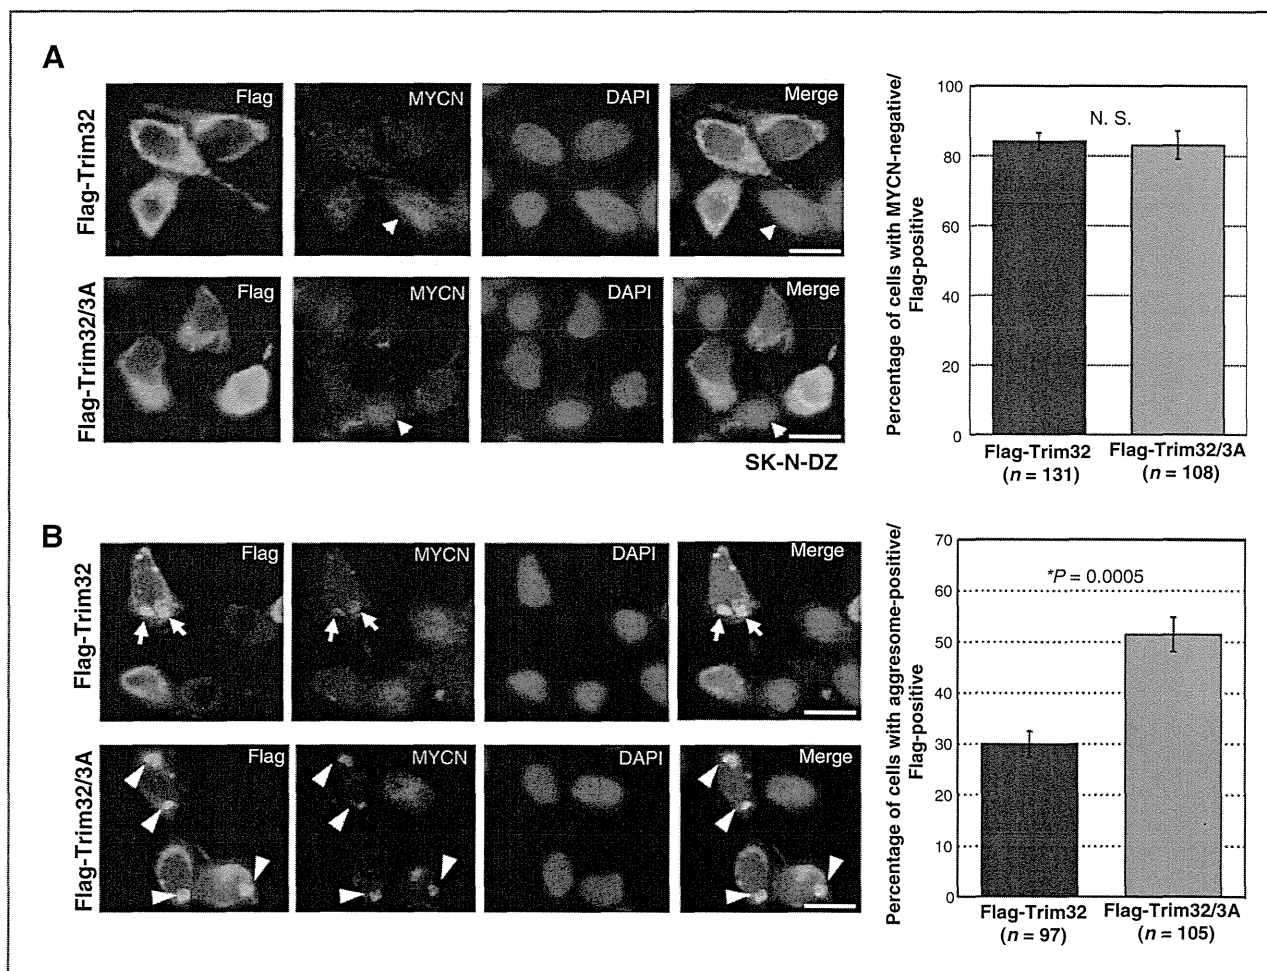 A
Flag-Trim32
Flag
MYCN
DAPI
Merge
Flag-Trim32/3A
Flag
MYCN
DAPI
Merge
SK-N-DZ
Percentage of cells with MYCN-negative/
Flag-positive
100
80
60
40
20
0
N. S.
Flag-Trim32
(n = 131)
Flag-Trim32/3A
(n = 108)
B
Flag-Trim32
Flag
MYCN
DAPI
Merge
Flag-Trim32/3A
Flag
MYCN
DAPI
Merge
Percentage of cells with aggresome-positive/
Flag-positive
70
60
50
40
30
20
10
0
*P = 0.0005
Flag-Trim32
(n = 97)
Flag-Trim32/3A
(n = 105)